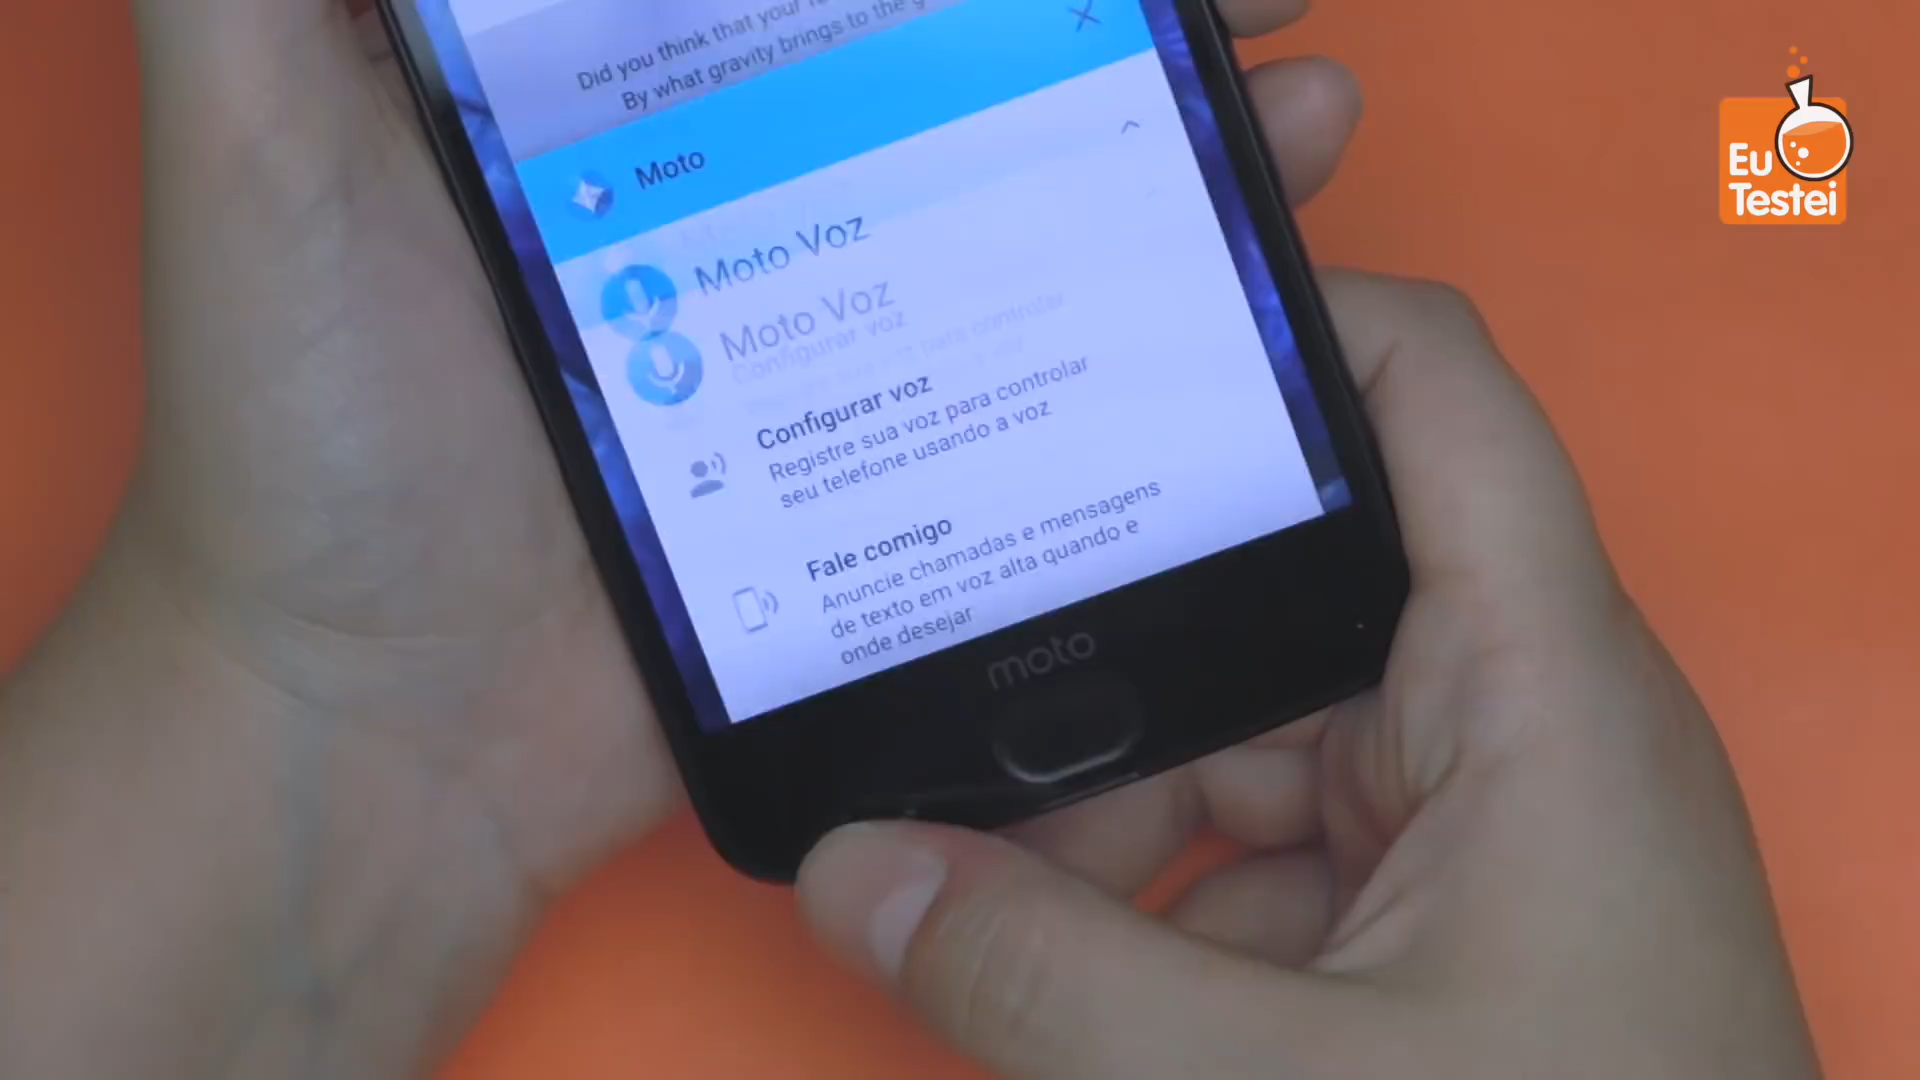 Did you think that your
By what gravity brings to the
Moto
Moto Voz
Moto Voz
Configurar voz
Configurar voz
Registre sua voz para controlar
seu telefone usando a voz
Fale comigo
Anuncie chamadas e mensagens
de texto em voz alta quando e
onde desejar
moto
Eu
Testei